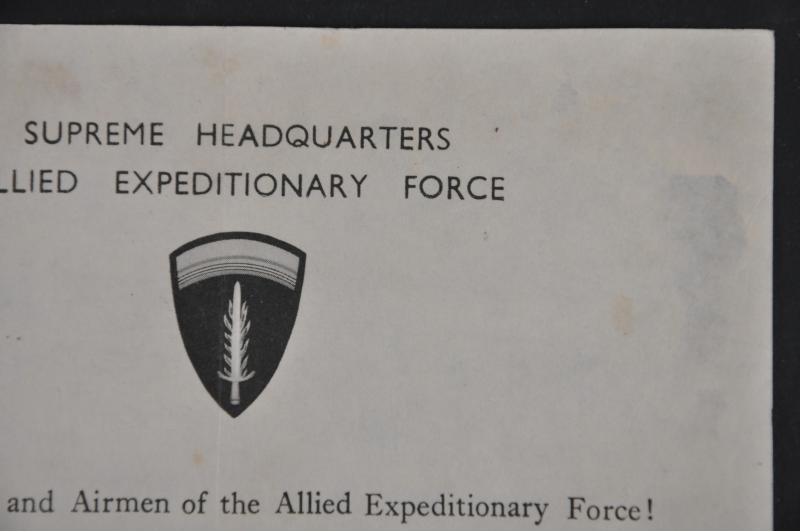 SUPREME HEADQUARTERS
LLIED EXPEDITIONARY FORCE
and Airmen of the Allied Expeditionary Force!